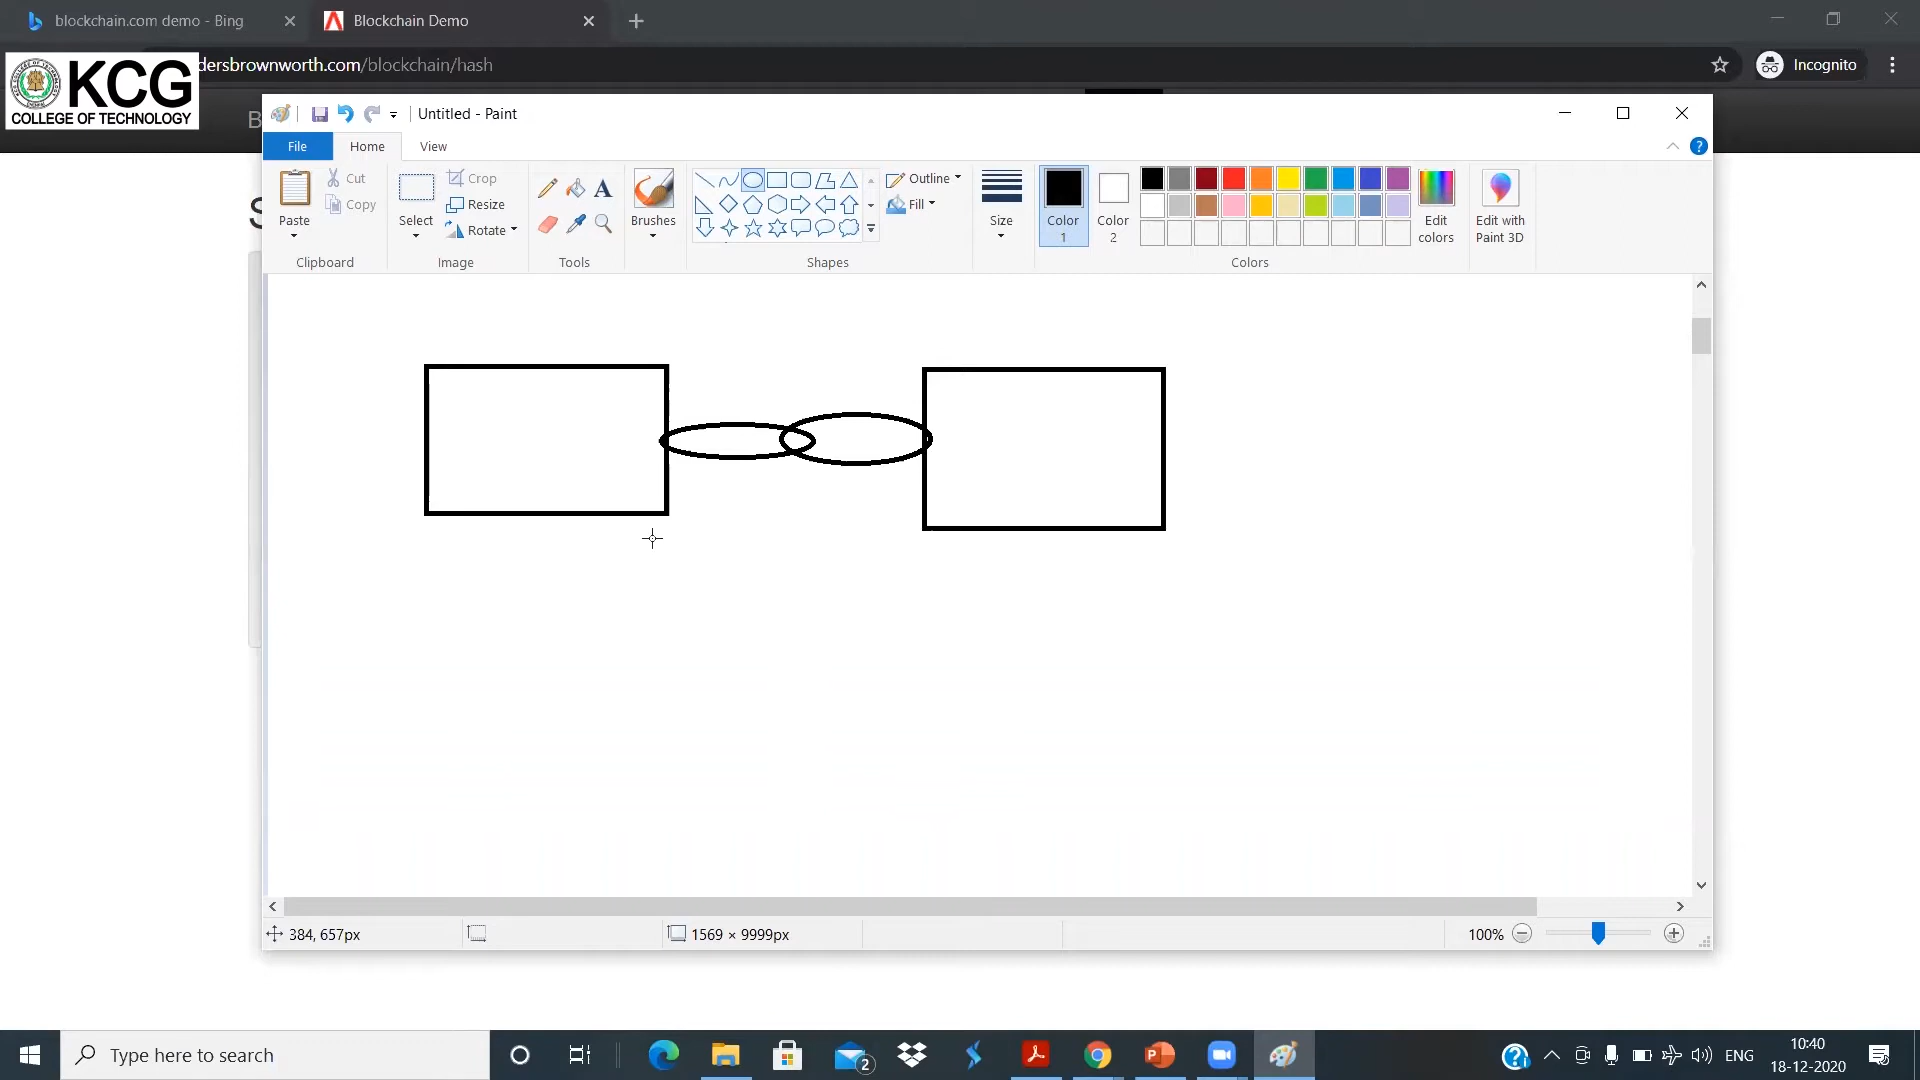 blockchain.com demo - Bing
Blockchain Demo
dersbrownworth.com/blockchain/hash
Incognito
KCG
COLLEGE OF TECHNOLOGY
Untitled - Paint
File
Home
View
Paste
Cut
Copy
Clipboard
Select
Crop
Resize
Rotate
Image
Tools
Brushes
Outline
Fill
Shapes
Size
Color
1
Color
2
Edit
colors
Edit with
Paint 3D
Colors
384, 657px
1569 × 9999px
100%
Type here to search
2
ENG
10:40
18-12-2020